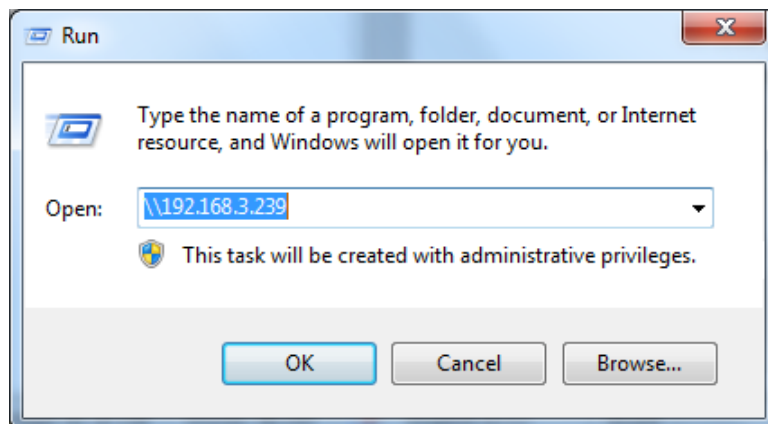 Run
Type the name of a program, folder, document, or Internet
resource, and Windows will open it for you.
Open: \\192.168.3.239
This task will be created with administrative privileges.
OK Cancel Browse...